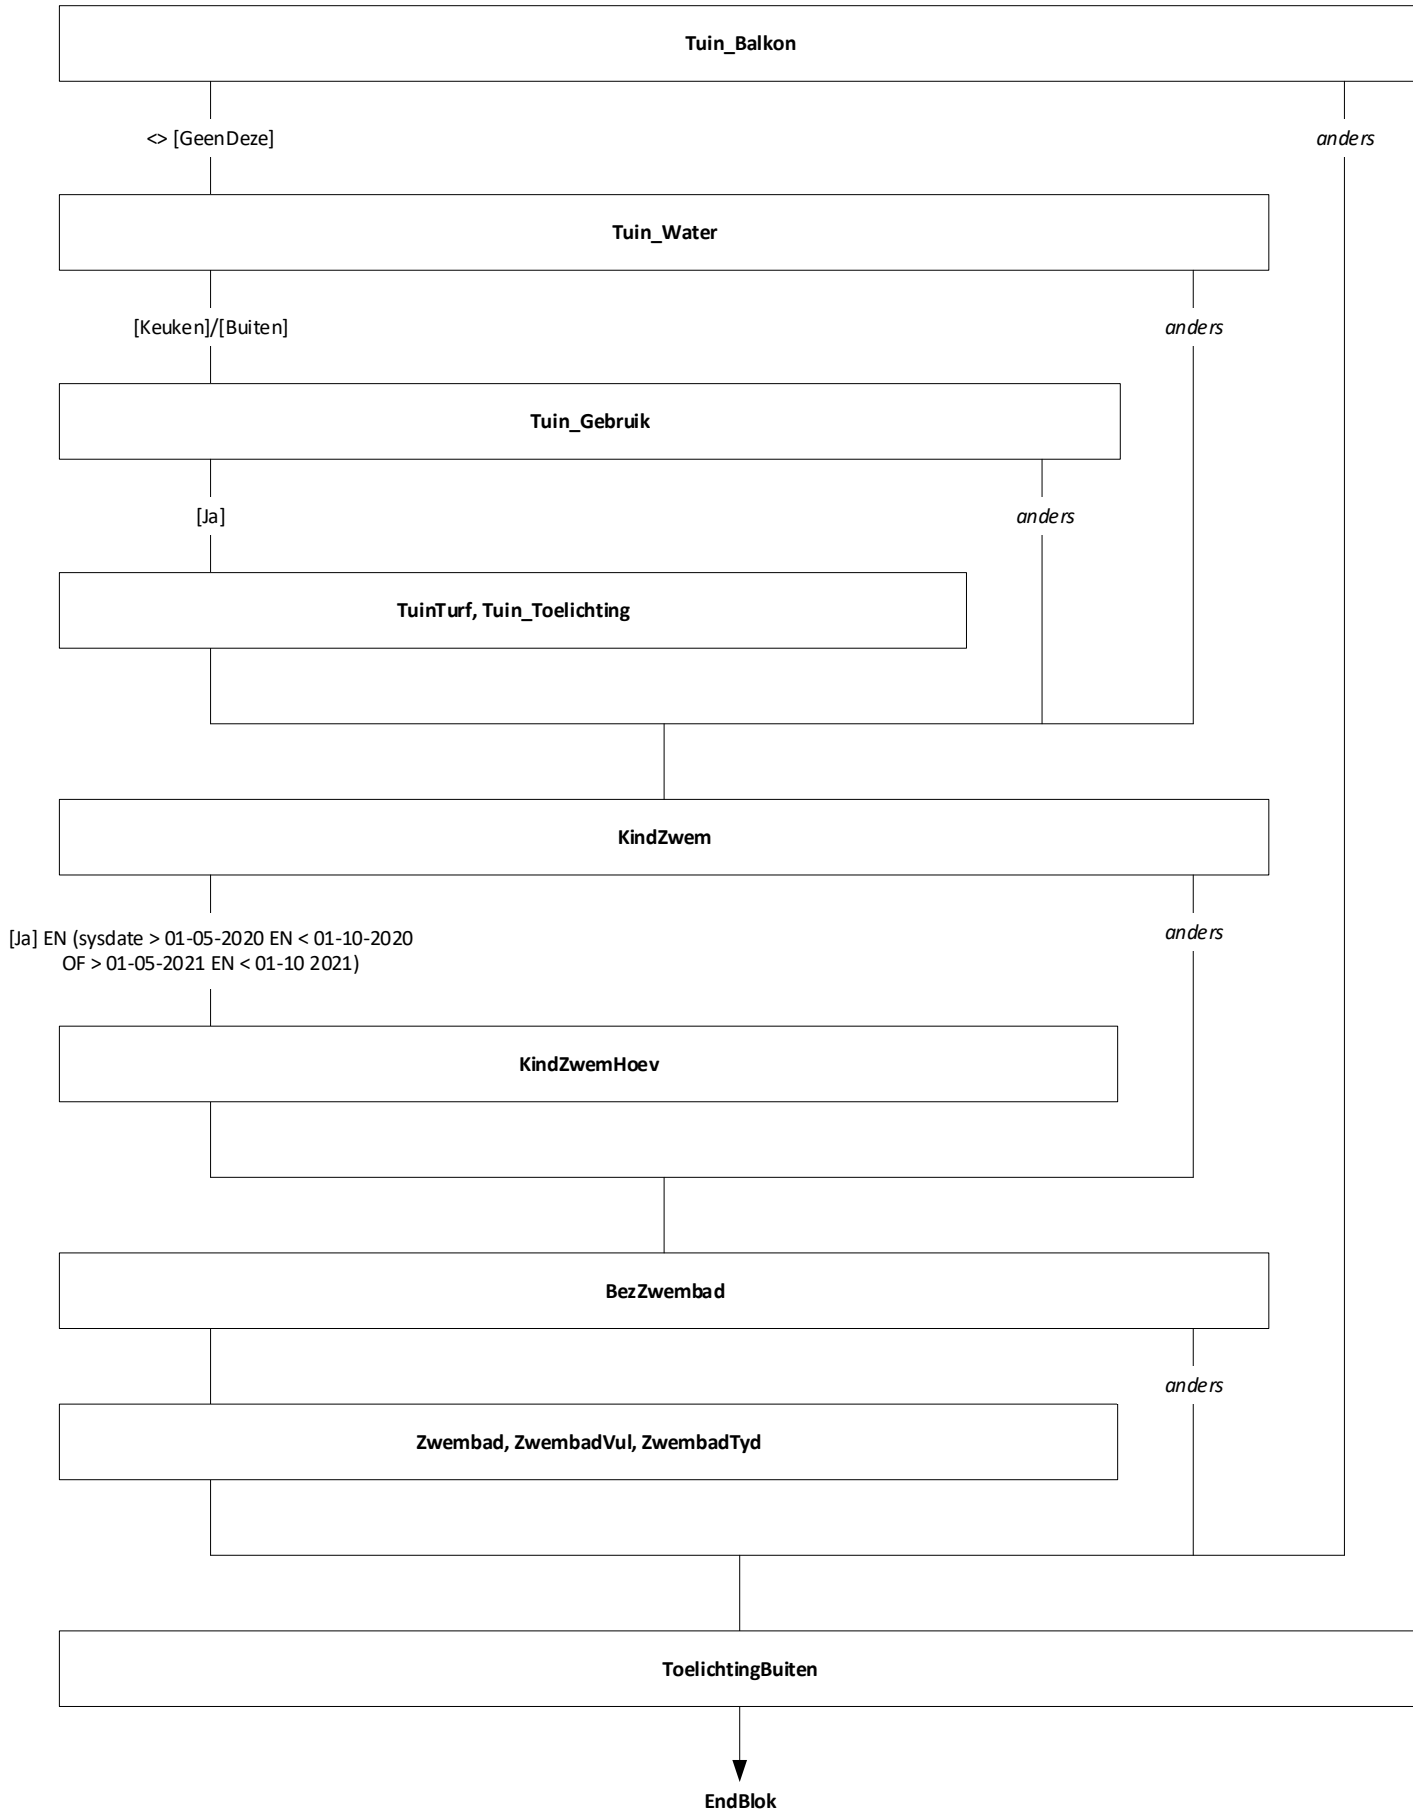 Tuin_Balkon
<> [GeenDeze]
anders
Tuin_Water
[Keuken]/[Buiten]
anders
Tuin_Gebruik
[Ja]
anders
TuinTurf, Tuin_Toelichting
KindZwem
[Ja] EN (sysdate > 01-05-2020 EN < 01-10-2020
OF > 01-05-2021 EN < 01-10 2021)
anders
KindZwemHoev
BezZwembad
anders
Zwembad, ZwembadVul, ZwembadTyd
ToelichtingBuiten
EndBlok